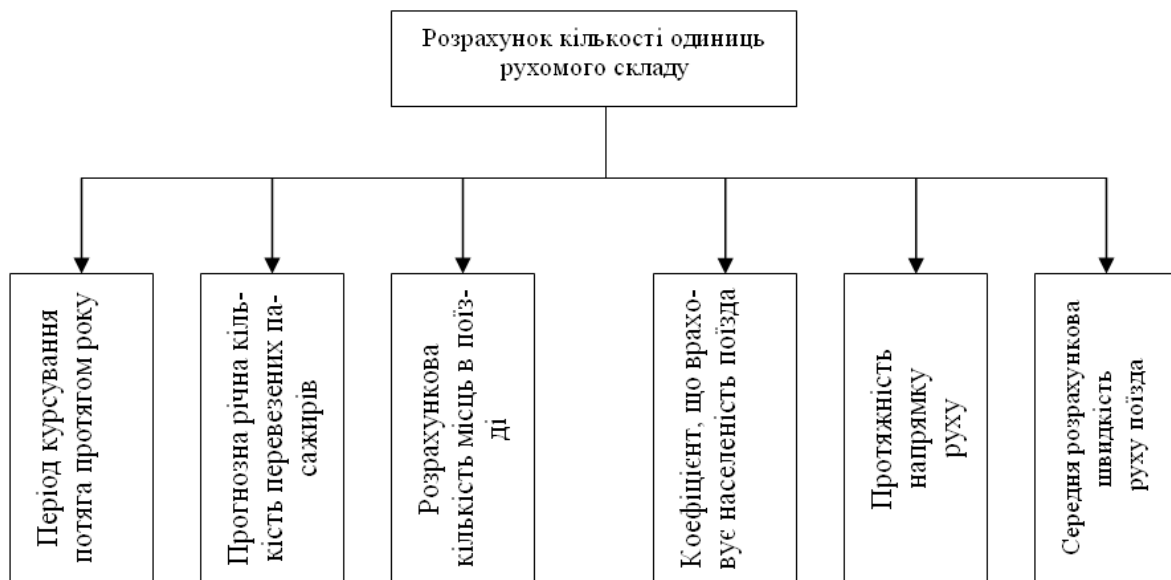 Розрахунок кількості одиниць
рухомого складу
Період курсування
потяга протягом року
Прогнозна річна кіль-
кість перевезених па-
сажирів
Розрахункова
кількість місць в поїз-
ді
Коефіцієнт, що врахо-
вує населеність поїзда
Протяжність
напрямку
руху
Середня розрахункова
швидкість
руху поїзда